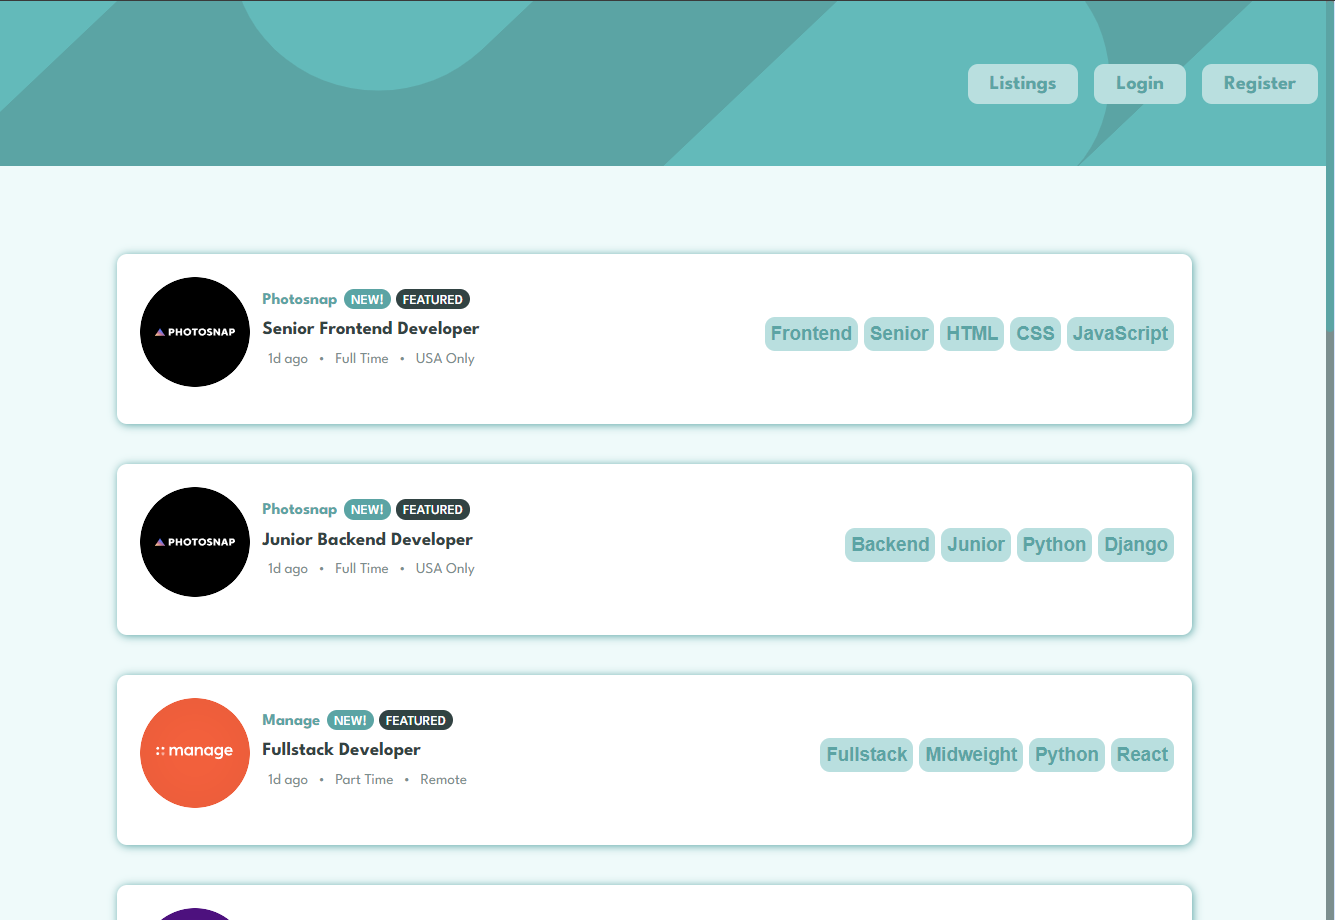 Listings Login Register
Photosnap NEW! FEATURED
PHOTOSNAP
Senior Frontend Developer
1d ago • Full Time • USA Only
Frontend Senior HTML CSS JavaScript
Photosnap NEW! FEATURED
PHOTOSNAP
Junior Backend Developer
1d ago • Full Time • USA Only
Backend Junior Python Django
Manage NEW! FEATURED
:: manage
Fullstack Developer
1d ago • Part Time • Remote
Fullstack Midweight Python React